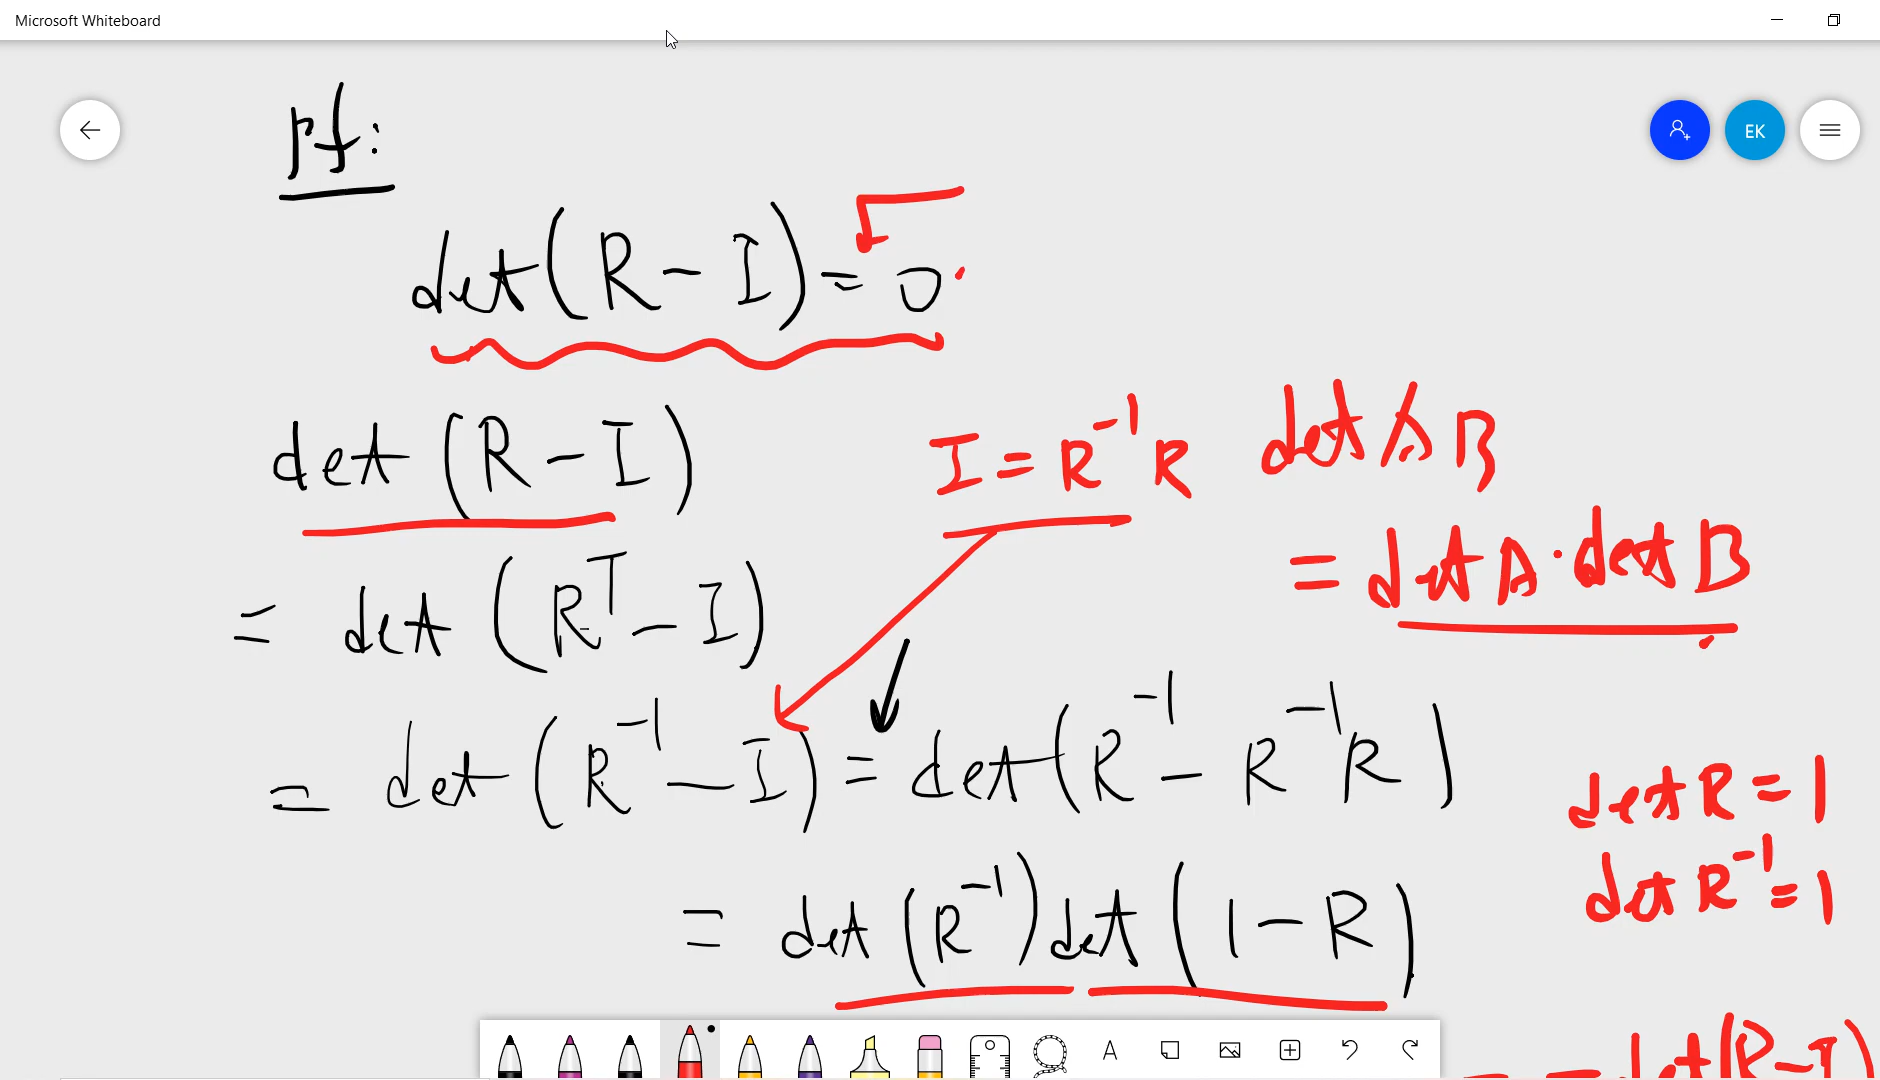 Microsoft Whiteboard
pf:
EK
det(R-I)=0
det(R-I)
I=R⁻¹R
det AB
= det A·det B
= det(Rᵀ-I)
= det(R⁻¹-I)=det(R⁻¹-R⁻¹R)
det R=1
= det(R⁻¹)det(1-R)
det R⁻¹=1
= -det(R-I)
A